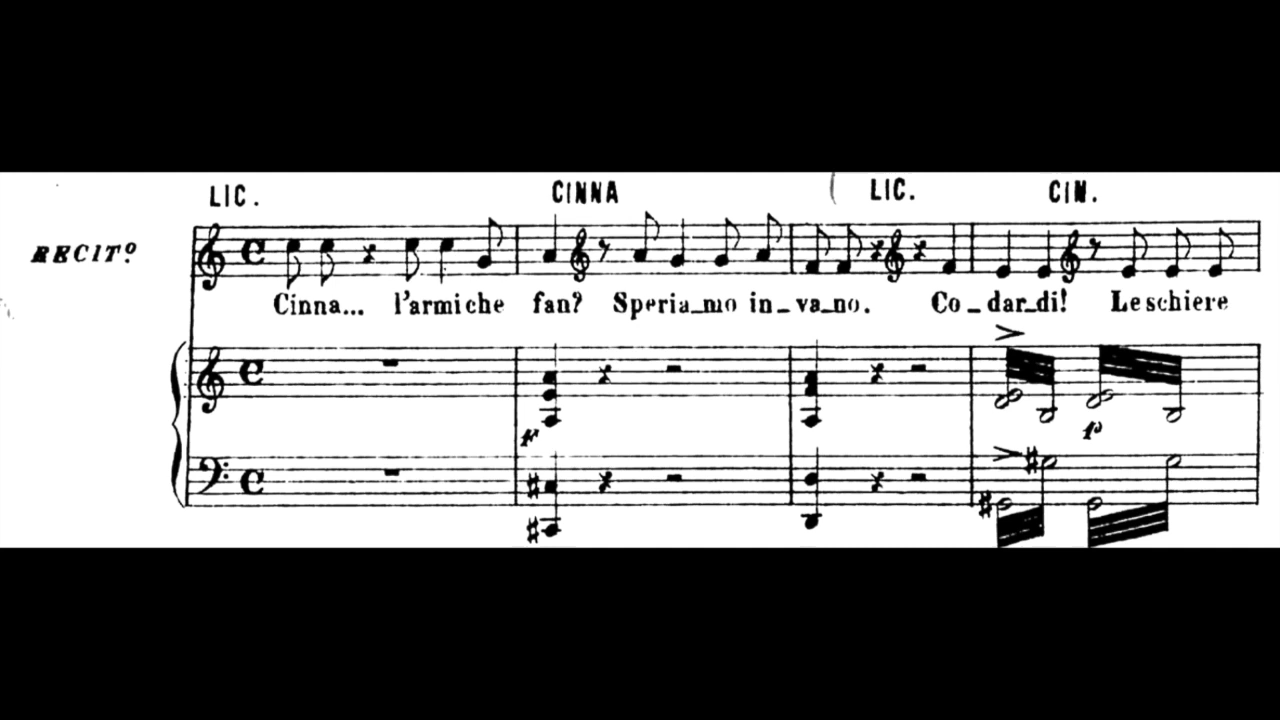 LIC. CINNA LIC. CIN.
RECIT.º
Cinna... l'armi che fan? Speria_mo in_va_no. Co_dar_di! Le schiere
p p